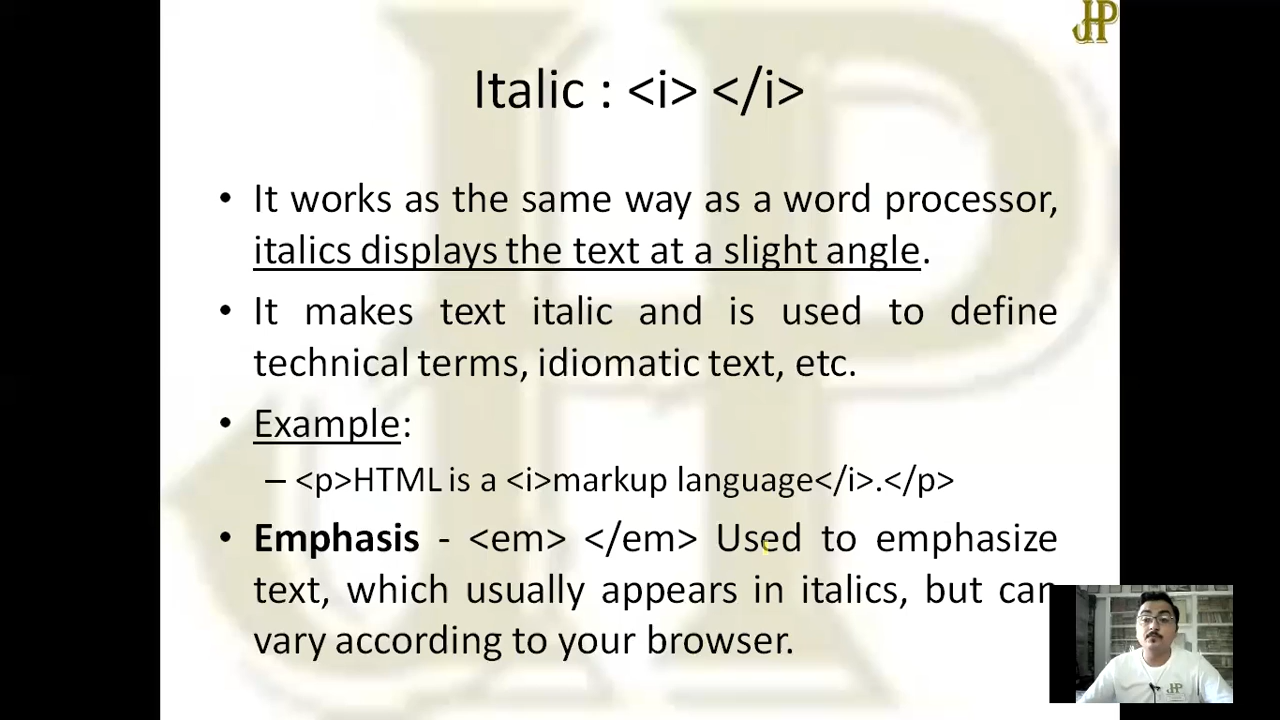 JHP
Italic : <i> </i>
• It works as the same way as a word processor,
italics displays the text at a slight angle.
• It makes text italic and is used to define
technical terms, idiomatic text, etc.
• Example:
– <p>HTML is a <i>markup language</i>.</p>
• Emphasis - <em> </em> Used to emphasize
text, which usually appears in italics, but can
vary according to your browser.
JHP